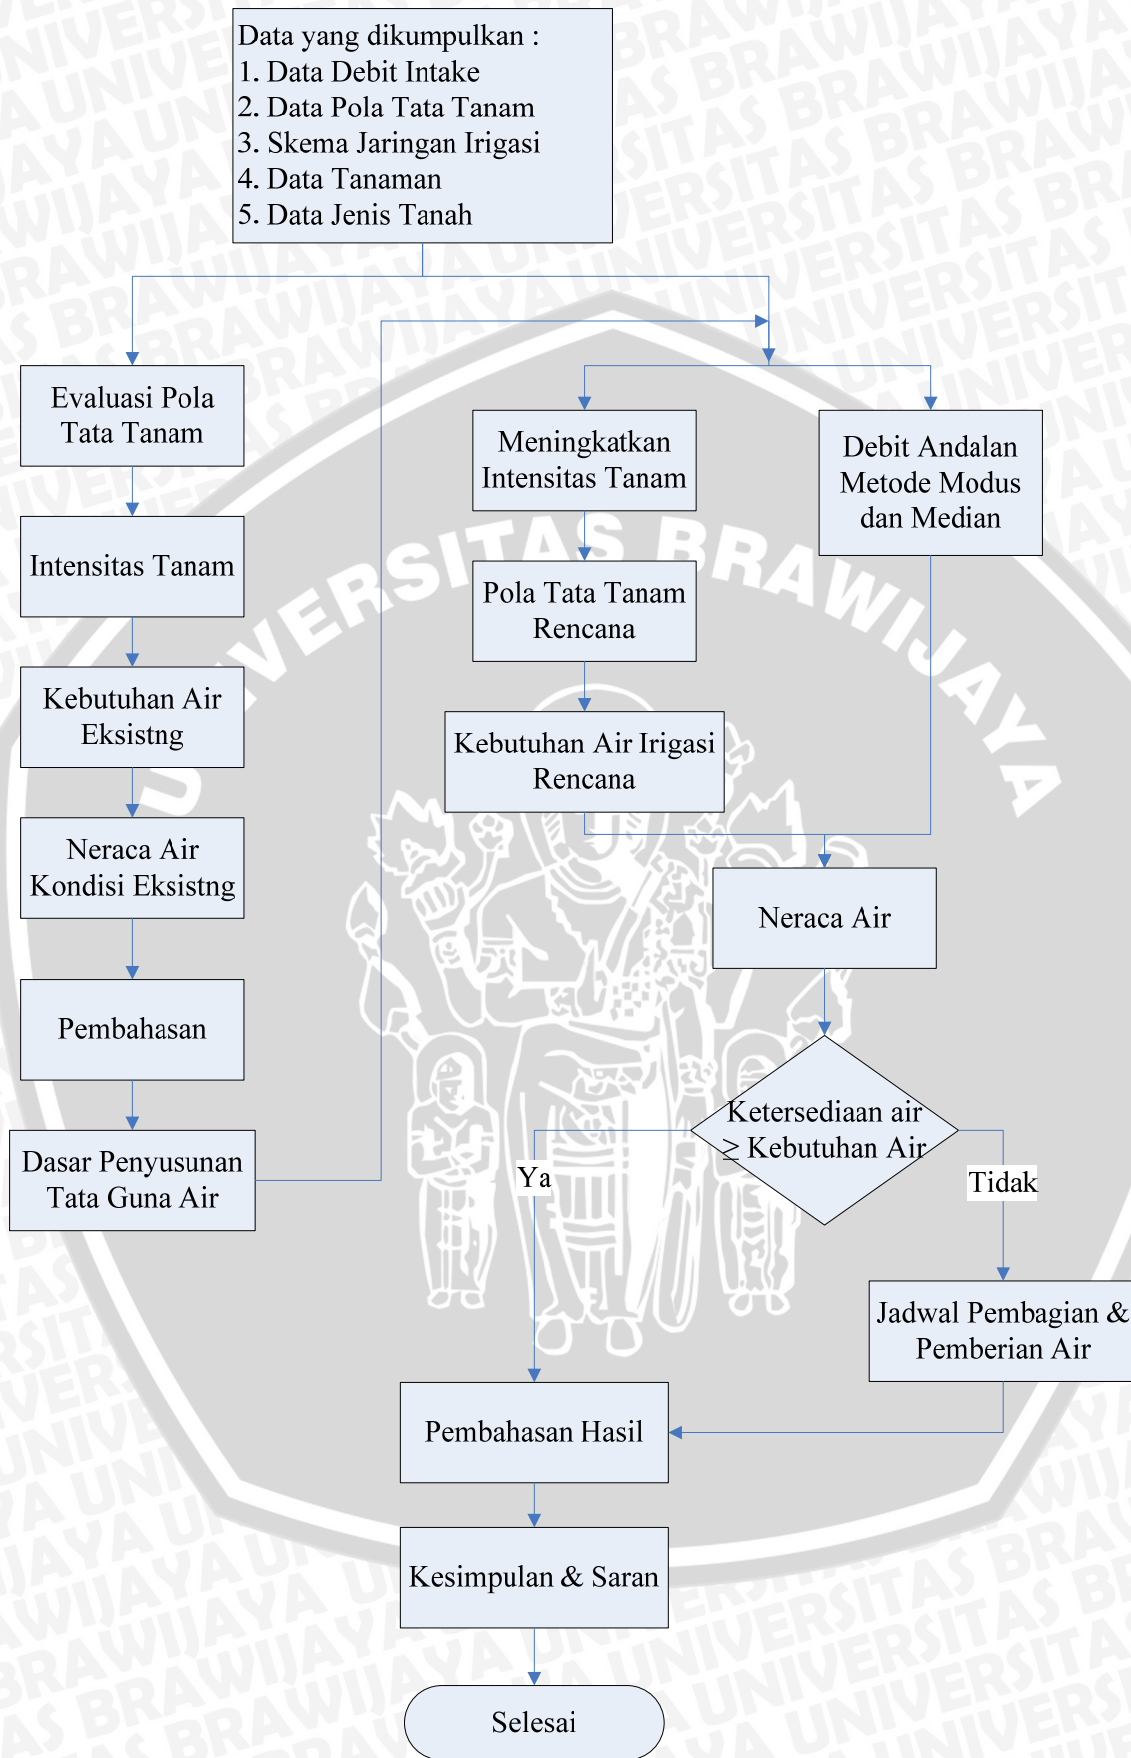 Data yang dikumpulkan :
1. Data Debit Intake
2. Data Pola Tata Tanam
3. Skema Jaringan Irigasi
4. Data Tanaman
5. Data Jenis Tanah
Evaluasi Pola
Tata Tanam
Intensitas Tanam
Kebutuhan Air
Eksistng
Neraca Air
Kondisi Eksistng
Pembahasan
Dasar Penyusunan
Tata Guna Air
Meningkatkan
Intensitas Tanam
Pola Tata Tanam
Rencana
Kebutuhan Air Irigasi
Rencana
Debit Andalan
Metode Modus
dan Median
Neraca Air
Ketersediaan air
≥ Kebutuhan Air
Ya
Tidak
Jadwal Pembagian &
Pemberian Air
Pembahasan Hasil
Kesimpulan & Saran
Selesai
UNIVERSITAS BRAWIJAYA